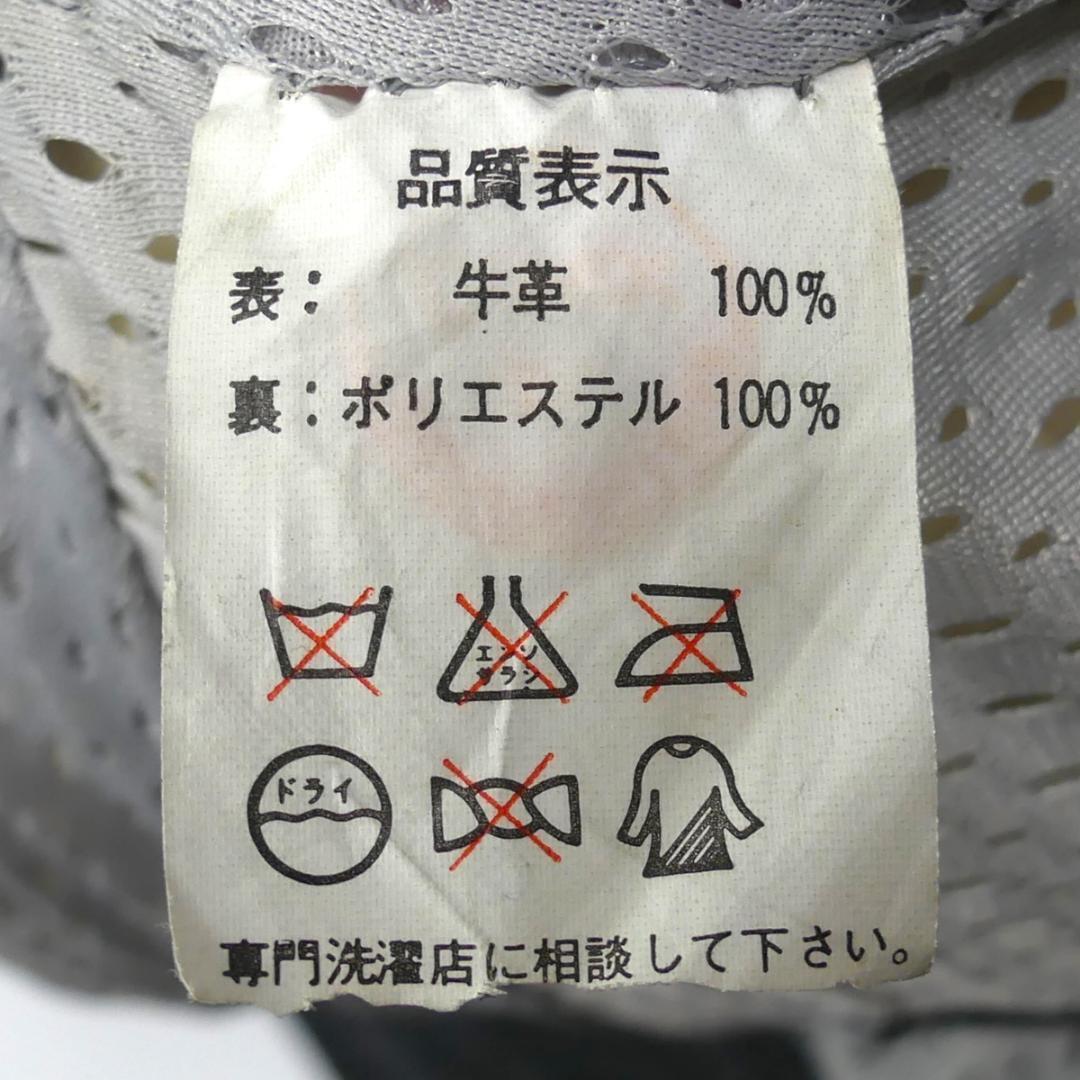 品質表示
表: 牛革 100%
裏:ポリエステル 100%
エンソ
サラシ
ドライ
専門洗濯店に相談して下さい。